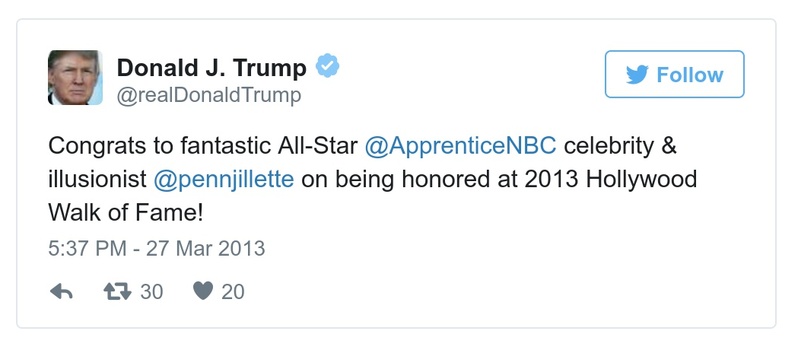 Donald J. Trump
@realDonaldTrump
Follow
Congrats to fantastic All-Star @ApprenticeNBC celebrity &
illusionist @pennjillette on being honored at 2013 Hollywood
Walk of Fame!
5:37 PM - 27 Mar 2013
30 20